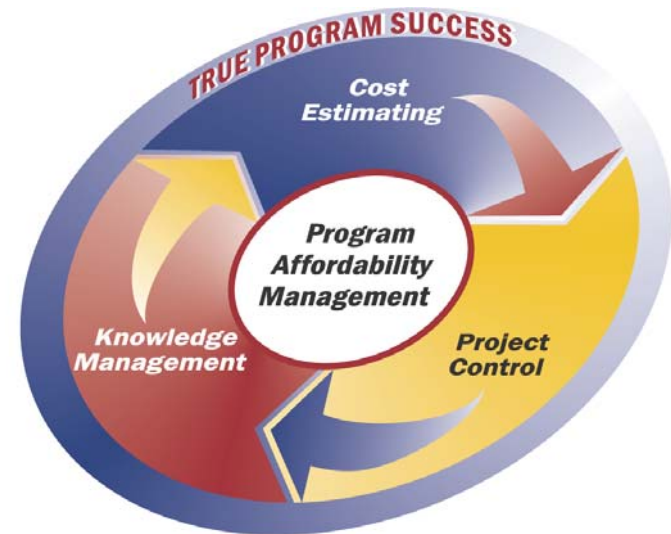 TRUE PROGRAM SUCCESS
Cost
Estimating
Program
Affordability
Management
Knowledge
Management
Project
Control